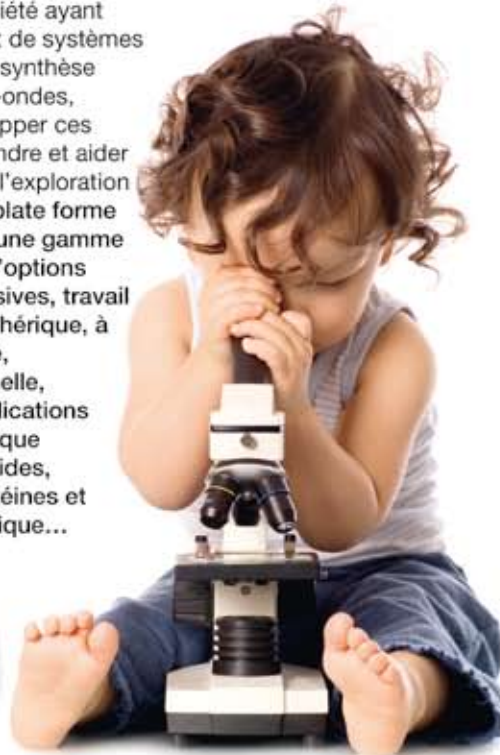 iété ayant
de systèmes
synthèse
ondes,
pper ces
ndre et aider
l'exploration
plate forme
une gamme
'options
sives, travail
hérique, à
elle,
lications
que
ides,
éines et
ique...